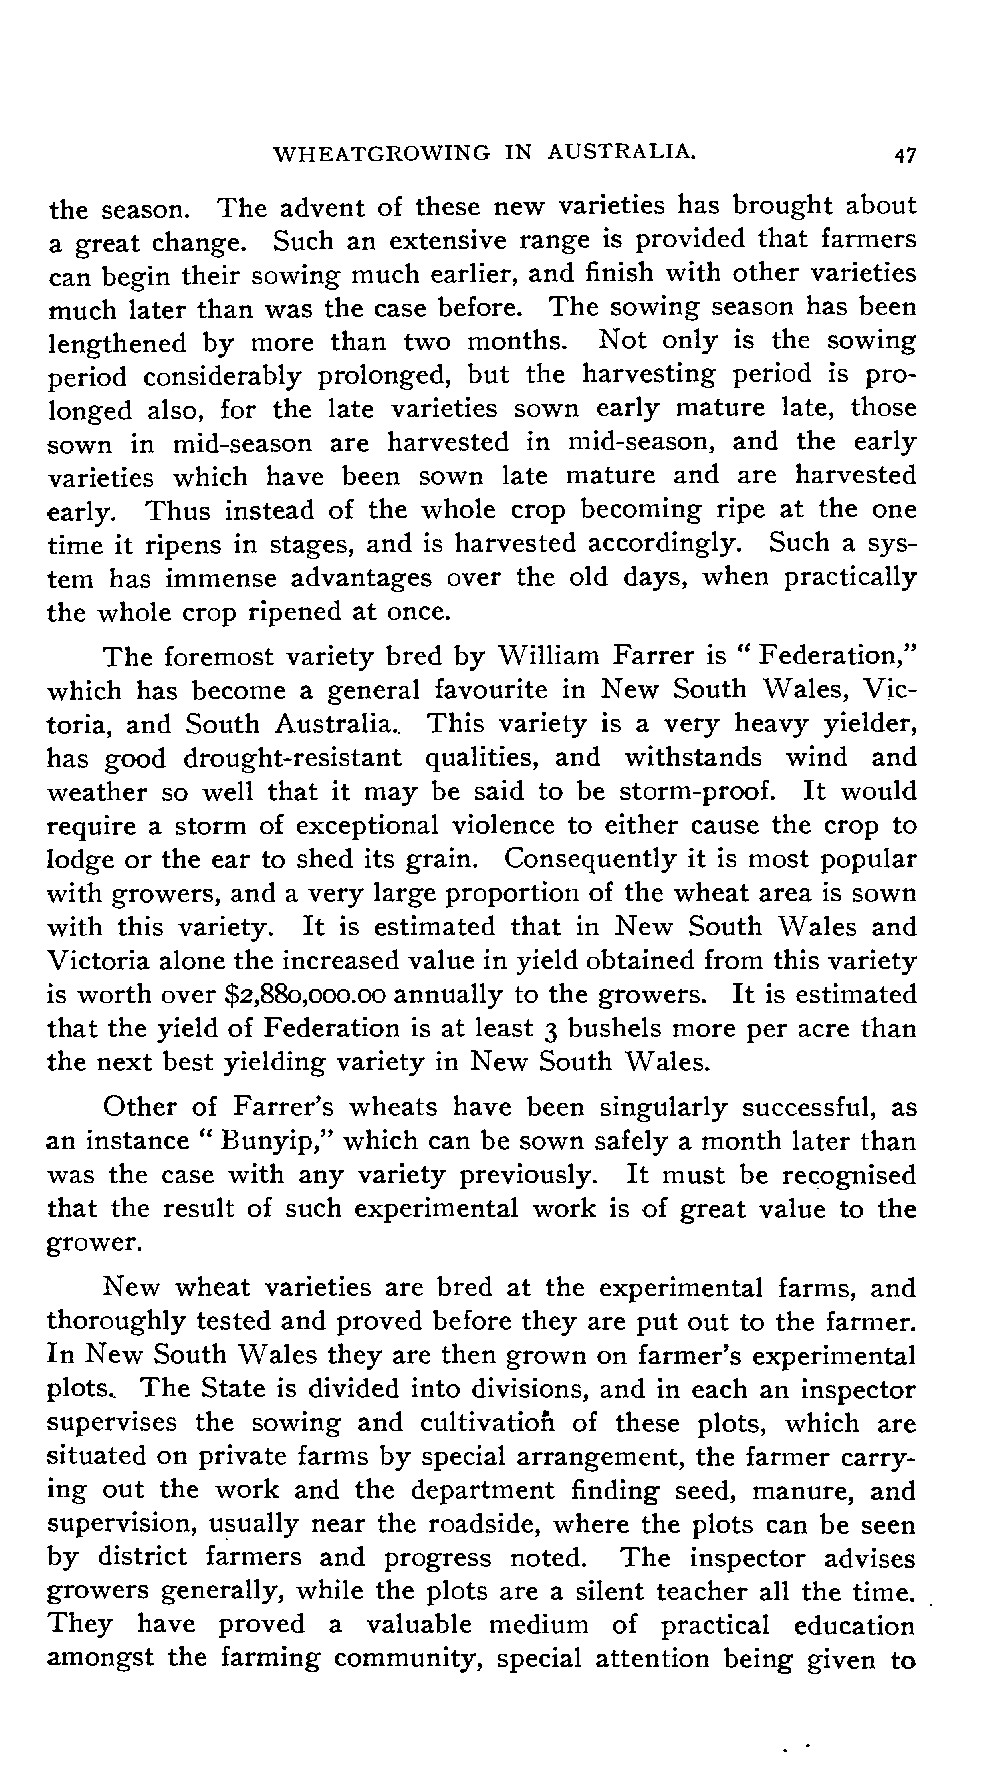 WHEATGROWING IN AUSTRALIA. 47
the season. The advent of these new varieties has brought about
a great change. Such an extensive range is provided that farmers
can begin their sowing much earlier, and finish with other varieties
much later than was the case before. The sowing season has been
lengthened by more than two months. Not only is the sowing
period considerably prolonged, but the harvesting period is pro-
longed also, for the late varieties sown early mature late, those
sown in mid-season are harvested in mid-season, and the early
varieties which have been sown late mature and are harvested
early. Thus instead of the whole crop becoming ripe at the one
time it ripens in stages, and is harvested accordingly. Such a sys-
tem has immense advantages over the old days, when practically
the whole crop ripened at once.
The foremost variety bred by William Farrer is “ Federation,”
which has become a general favourite in New South Wales, Vic-
toria, and South Australia. This variety is a very heavy yielder,
has good drought-resistant qualities, and withstands wind and
weather so well that it may be said to be storm-proof. It would
require a storm of exceptional violence to either cause the crop to
lodge or the ear to shed its grain. Consequently it is most popular
with growers, and a very large proportion of the wheat area is sown
with this variety. It is estimated that in New South Wales and
Victoria alone the increased value in yield obtained from this variety
is worth over $2,880,000.00 annually to the growers. It is estimated
that the yield of Federation is at least 3 bushels more per acre than
the next best yielding variety in New South Wales.
Other of Farrer’s wheats have been singularly successful, as
an instance “ Bunyip,” which can be sown safely a month later than
was the case with any variety previously. It must be recognised
that the result of such experimental work is of great value to the
grower.
New wheat varieties are bred at the experimental farms, and
thoroughly tested and proved before they are put out to the farmer.
In New South Wales they are then grown on farmer’s experimental
plots. The State is divided into divisions, and in each an inspector
supervises the sowing and cultivation of these plots, which are
situated on private farms by special arrangement, the farmer carry-
ing out the work and the department finding seed, manure, and
supervision, usually near the roadside, where the plots can be seen
by district farmers and progress noted. The inspector advises
growers generally, while the plots are a silent teacher all the time.
They have proved a valuable medium of practical education
amongst the farming community, special attention being given to